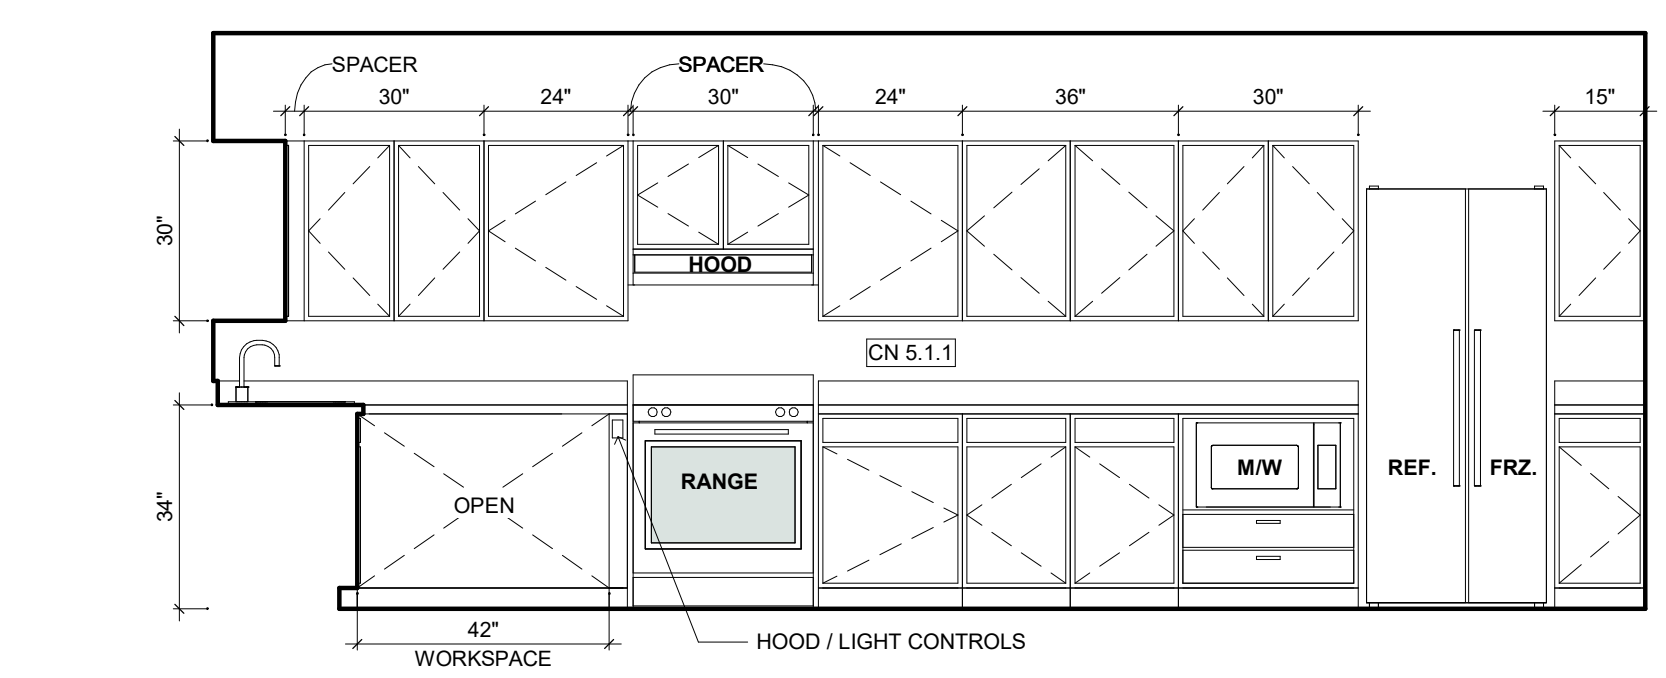 SPACER
SPACER
30"
24"
30"
24"
36"
30"
15"
30"
HOOD
CN 5.1.1
34"
OPEN
RANGE
M/W
REF.
FRZ.
42"
WORKSPACE
HOOD / LIGHT CONTROLS